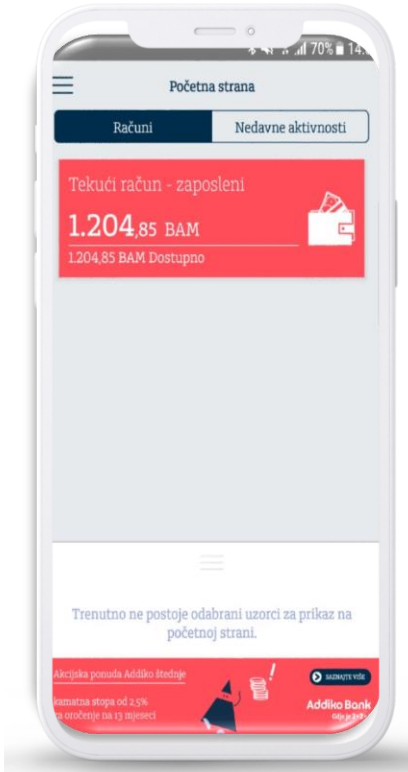 70% 14:
Početna strana
Računi
Nedavne aktivnosti
Tekući račun - zaposleni
1.204,85 BAM
1.204,85 BAM Dostupno
Trenutno ne postoje odabrani uzorci za prikaz na
početnoj strani.
Akcijska ponuda Addiko štednje
SAZNAJTE VIŠE
kamatna stopa od 2,5%
za oročenje na 13 mjeseci
Addiko Bank